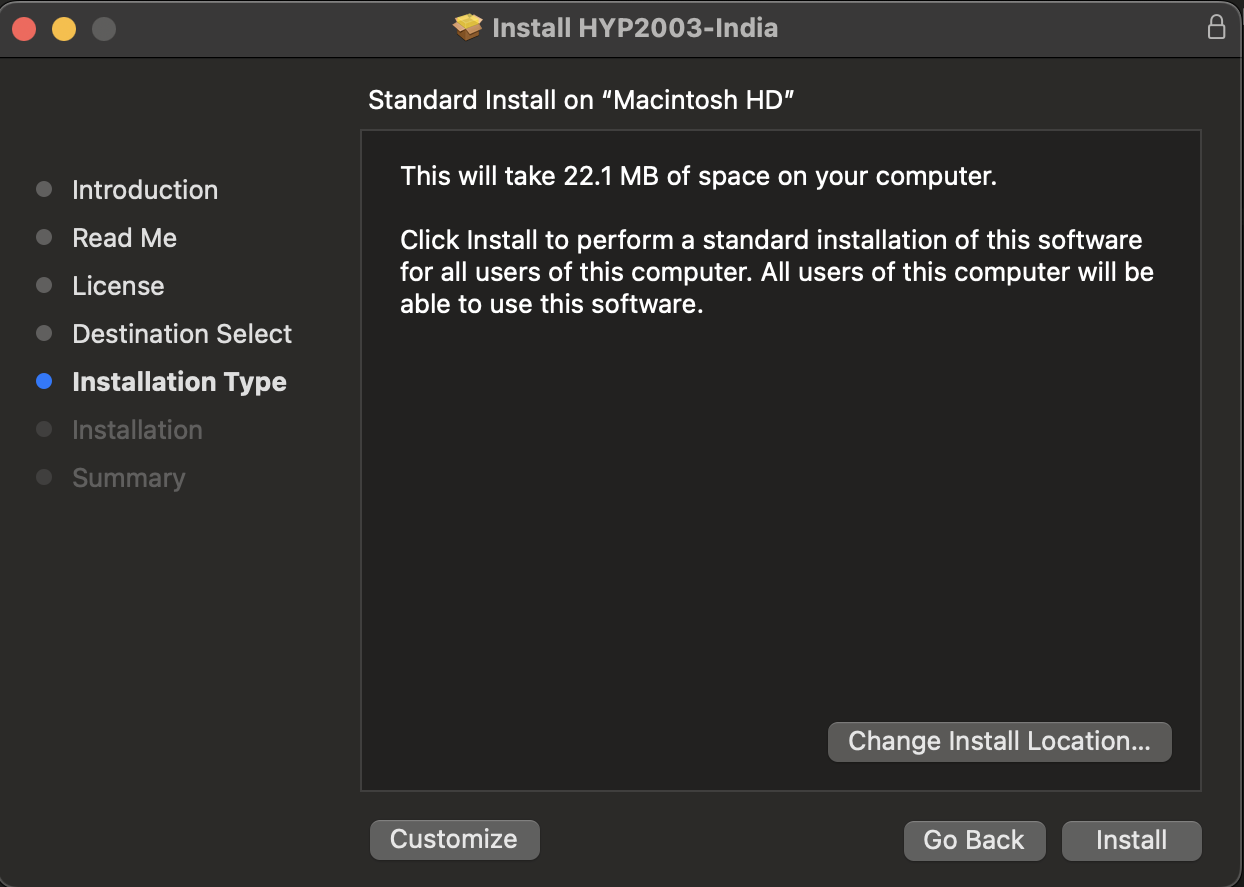 Install HYP2003-India
Standard Install on “Macintosh HD”
Introduction
Read Me
License
Destination Select
Installation Type
Installation
Summary
This will take 22.1 MB of space on your computer.
Click Install to perform a standard installation of this software
for all users of this computer. All users of this computer will be
able to use this software.
Change Install Location...
Customize
Go Back
Install